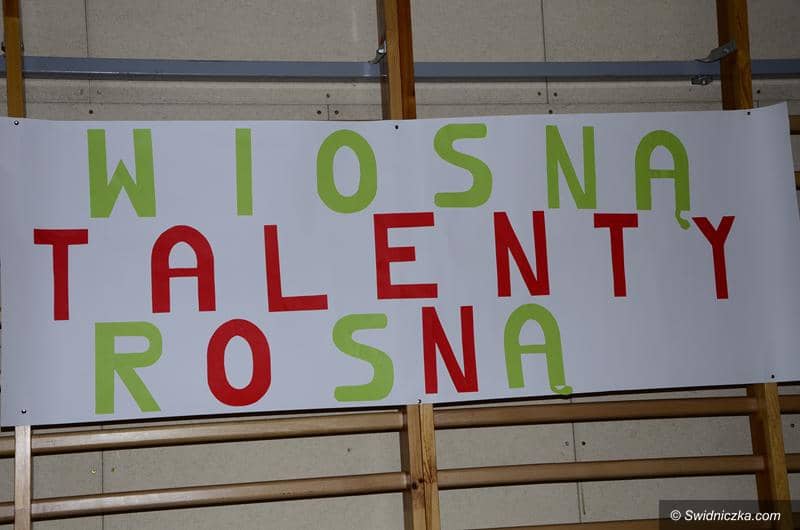 WIOSNĄ
TALENTY
ROSNĄ
© Swidniczka.com